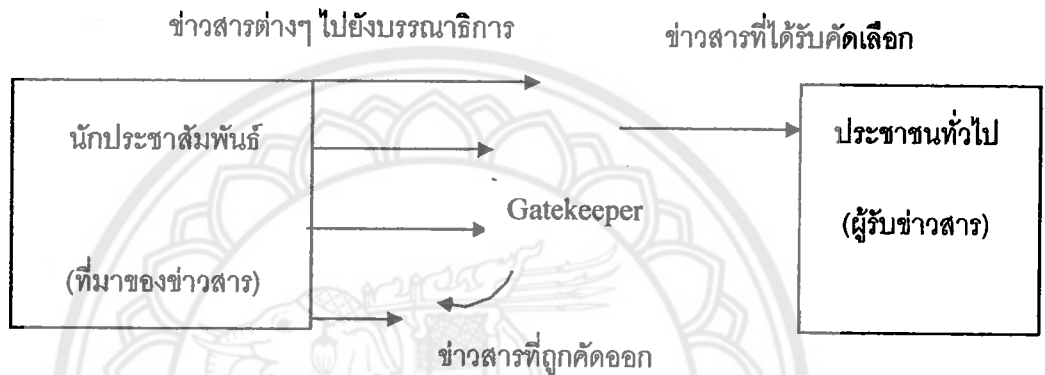 ข่าวสารต่างๆ ไปยังบรรณาธิการ
ข่าวสารที่ได้รับคัดเลือก
นักประชาสัมพันธ์
ประชาชนทั่วไป
Gatekeeper
(ผู้รับข่าวสาร)
(ที่มาของข่าวสาร)
ข่าวสารที่ถูกคัดออก